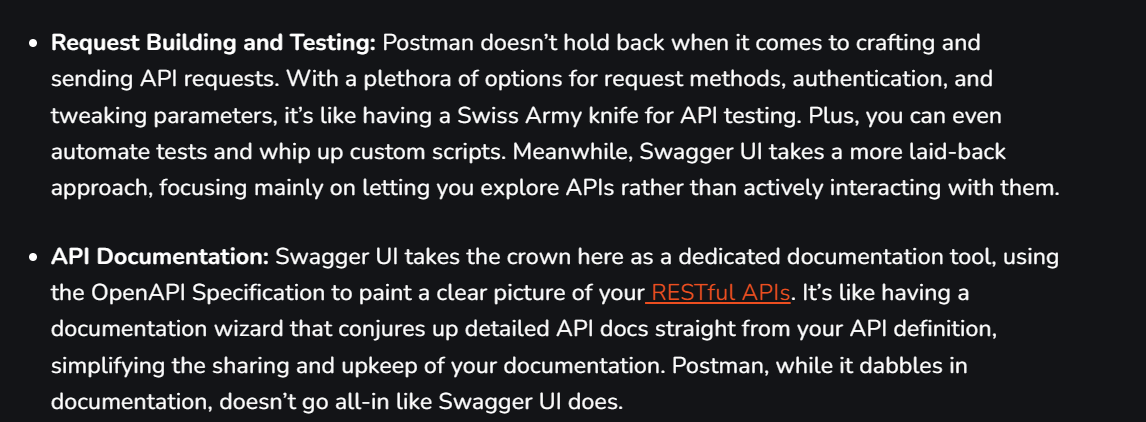 • Request Building and Testing: Postman doesn’t hold back when it comes to crafting and
sending API requests. With a plethora of options for request methods, authentication, and
tweaking parameters, it’s like having a Swiss Army knife for API testing. Plus, you can even
automate tests and whip up custom scripts. Meanwhile, Swagger UI takes a more laid-back
approach, focusing mainly on letting you explore APIs rather than actively interacting with them.
• API Documentation: Swagger UI takes the crown here as a dedicated documentation tool, using
the OpenAPI Specification to paint a clear picture of your RESTful APIs. It’s like having a
documentation wizard that conjures up detailed API docs straight from your API definition,
simplifying the sharing and upkeep of your documentation. Postman, while it dabbles in
documentation, doesn’t go all-in like Swagger UI does.